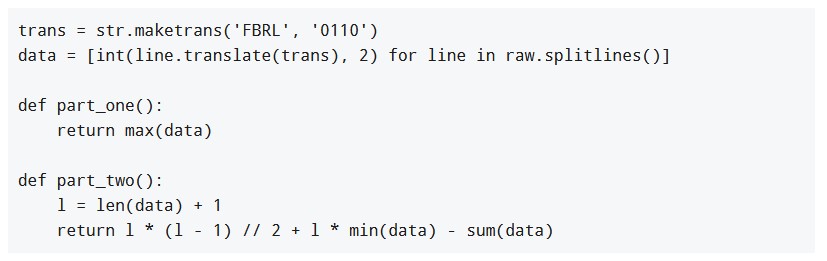 trans = str.maketrans('FBRL', '0110')
data = [int(line.translate(trans), 2) for line in raw.splitlines()]

def part_one():
    return max(data)

def part_two():
    l = len(data) + 1
    return l * (l - 1) // 2 + l * min(data) - sum(data)